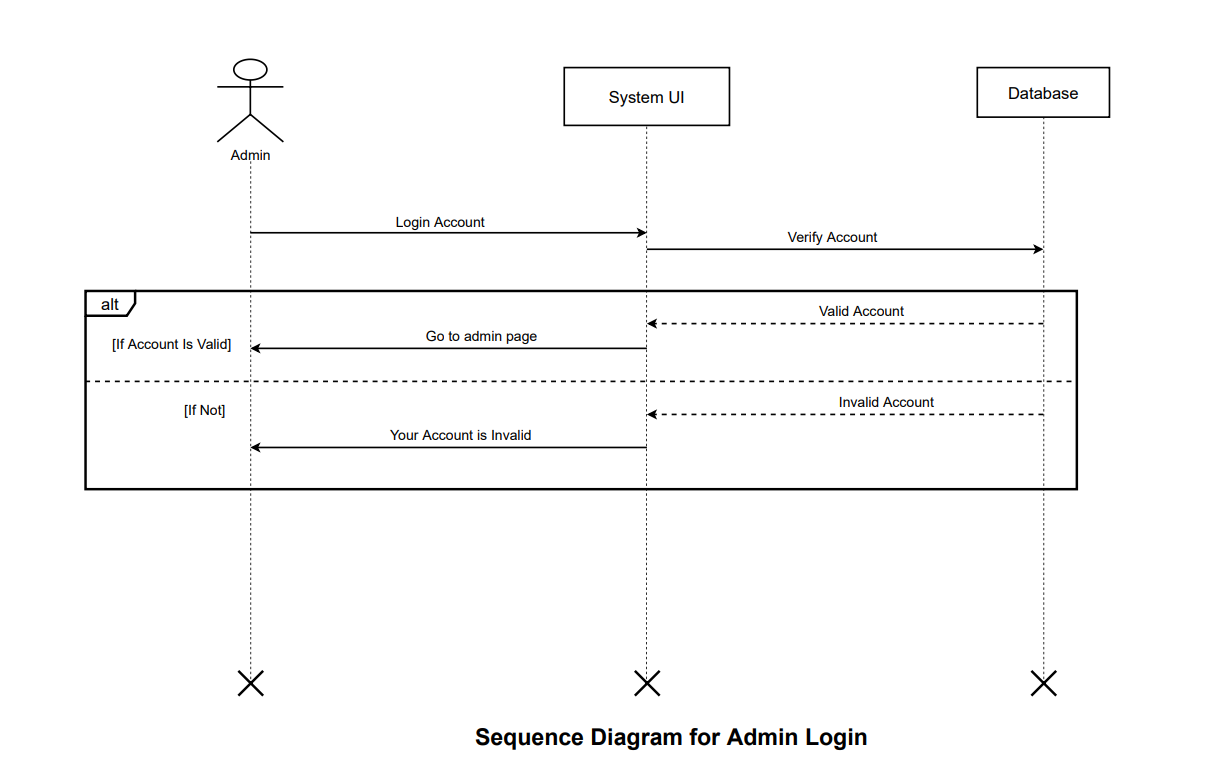 System UI
Database
Admin
Login Account
Verify Account
alt
Valid Account
Go to admin page
[If Account Is Valid]
Invalid Account
[If Not]
Your Account is Invalid
Sequence Diagram for Admin Login